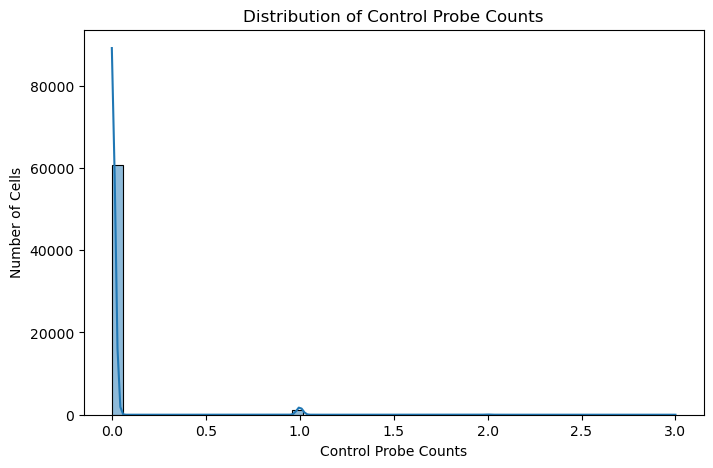 Distribution of Control Probe Counts
80000
60000
40000
20000
0
Number of Cells
0.0 0.5 1.0 1.5 2.0 2.5 3.0
Control Probe Counts